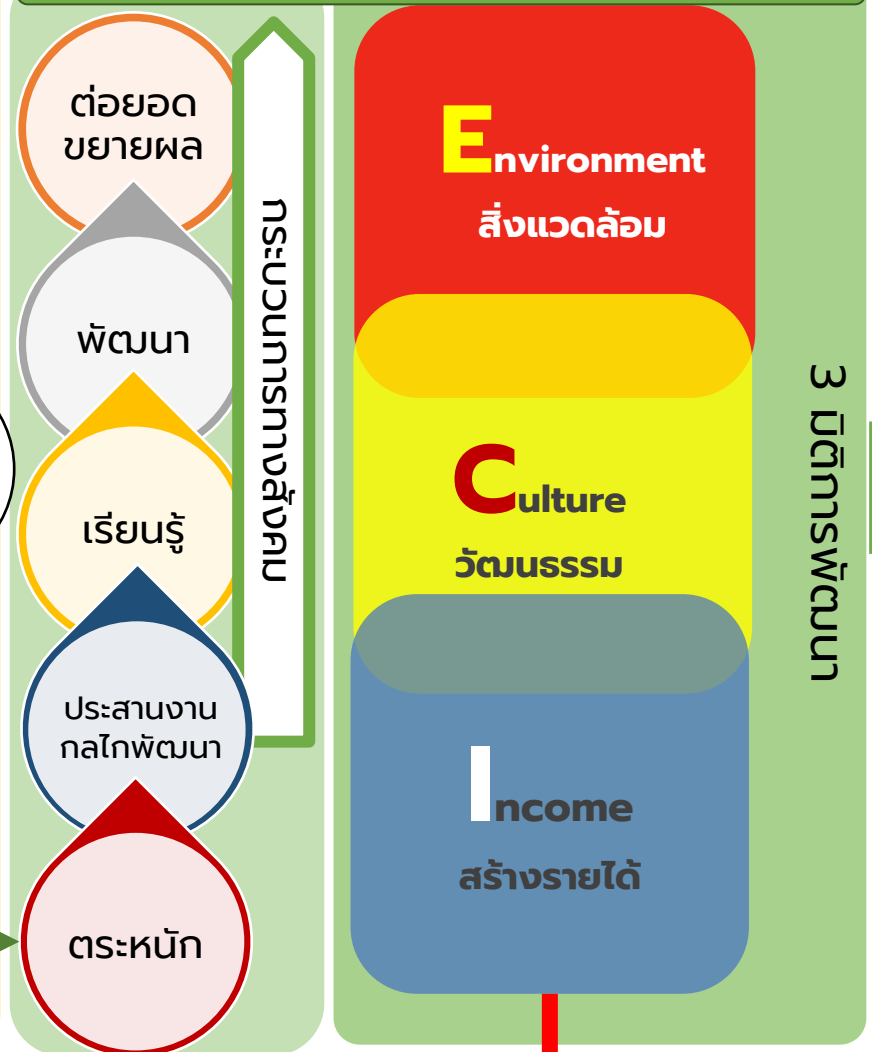 ต่อยอด
ขยายผล
พัฒนา
เรียนรู้
ประสานงาน
กลไกพัฒนา
ตระหนัก
กระบวนการทางสังคม
Environment
สิ่งแวดล้อม
Culture
วัฒนธรรม
Income
สร้างรายได้
3 มิติการพัฒนา